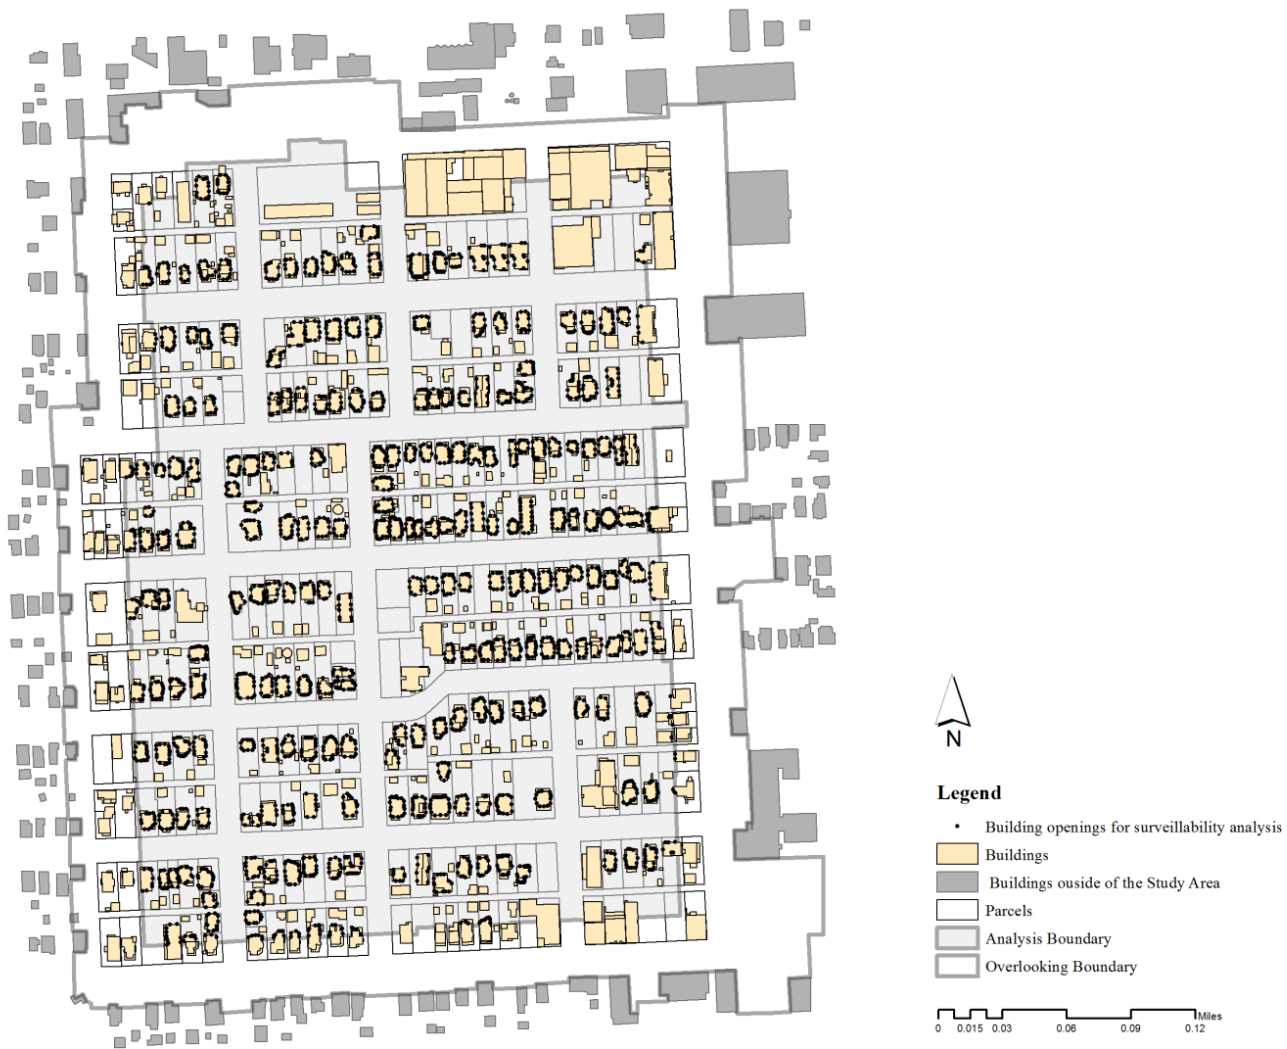 N
Legend
Building openings for surveillability analysis
Buildings
Buildings ouside of the Study Area
Parcels
Analysis Boundary
Overlooking Boundary
Miles
0 0.015 0.03 0.06 0.09 0.12